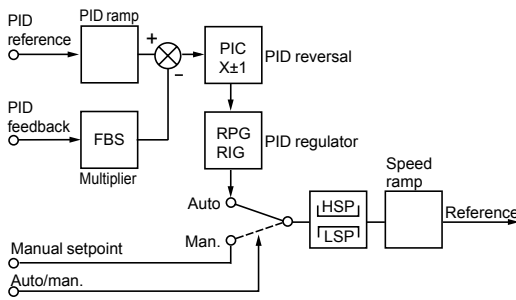 PID ramp
PID
reference
+
−
PIC
X±1
PID reversal
PID
feedback
FBS
Multiplier
RPG
RIG
PID regulator
Auto
Man.
Manual setpoint
Auto/man.
HSP
LSP
Speed
ramp
Reference